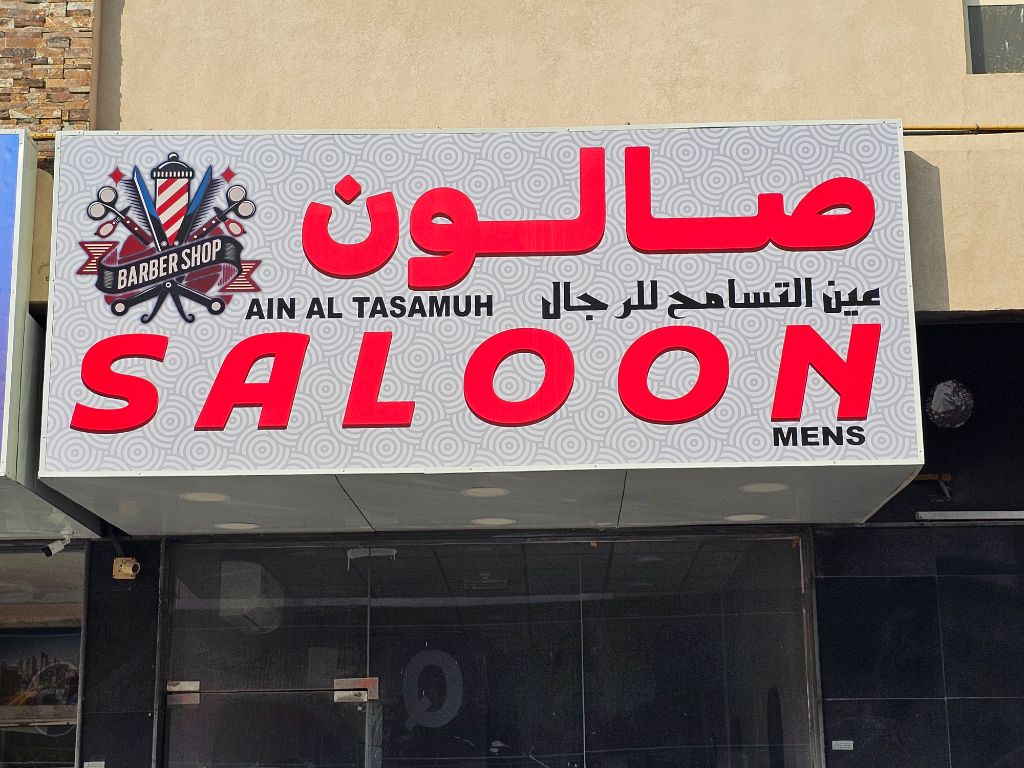 صالون
BARBER SHOP
AIN AL TASAMUH
عين التسامح للرجال
SALOON
MENS